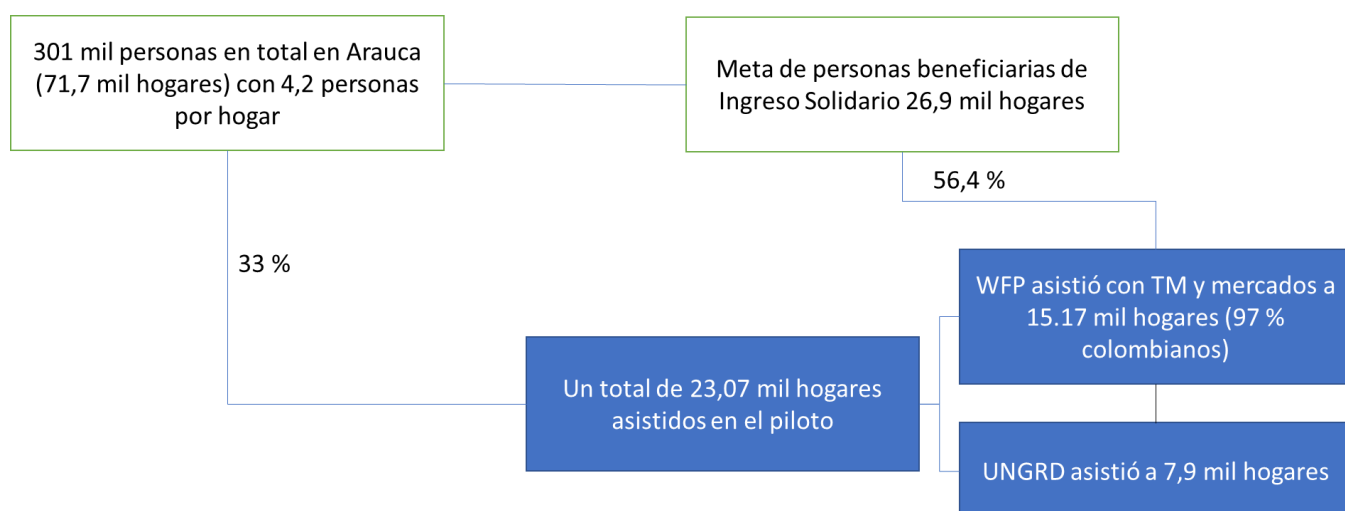 301 mil personas en total en Arauca
(71,7 mil hogares) con 4,2 personas
por hogar
Meta de personas beneficiarias de
Ingreso Solidario 26,9 mil hogares
56,4 %
33 %
WFP asistió con TM y mercados a
15.17 mil hogares (97 %
colombianos)
Un total de 23,07 mil hogares
asistidos en el piloto
UNGRD asistió a 7,9 mil hogares